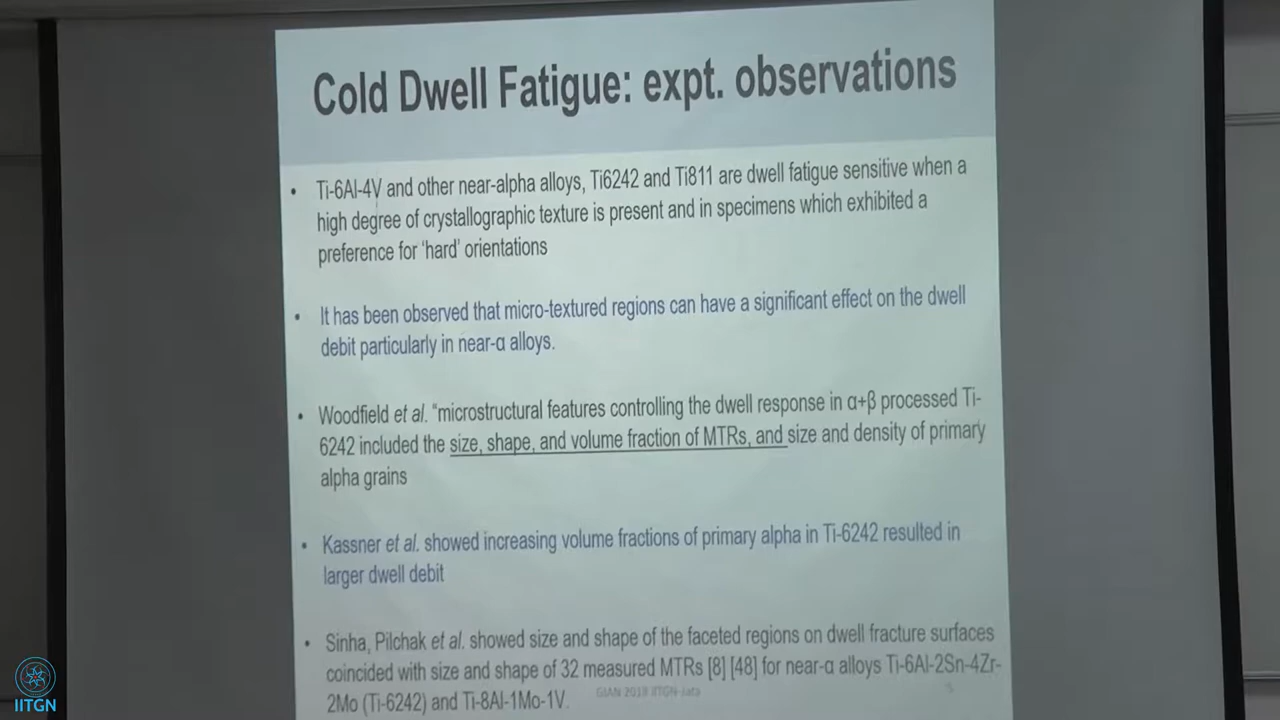 Cold Dwell Fatigue: expt. observations
• Ti-6Al-4V and other near-alpha alloys, Ti6242 and Ti811 are dwell fatigue sensitive when a
high degree of crystallographic texture is present and in specimens which exhibited a
preference for 'hard' orientations
• It has been observed that micro-textured regions can have a significant effect on the dwell
debit particularly in near-α alloys.
• Woodfield et al. "microstructural features controlling the dwell response in α+β processed Ti-
6242 included the size, shape, and volume fraction of MTRs, and size and density of primary
alpha grains
• Kassner et al. showed increasing volume fractions of primary alpha in Ti-6242 resulted in
larger dwell debit
• Sinha, Pilchak et al. showed size and shape of the faceted regions on dwell fracture surfaces
coincided with size and shape of 32 measured MTRs [8] [48] for near-α alloys Ti-6Al-2Sn-4Zr-
2Mo (Ti-6242) and Ti-8Al-1Mo-1V.
GIAN 2018 IITGN-Jata
5
IITGN